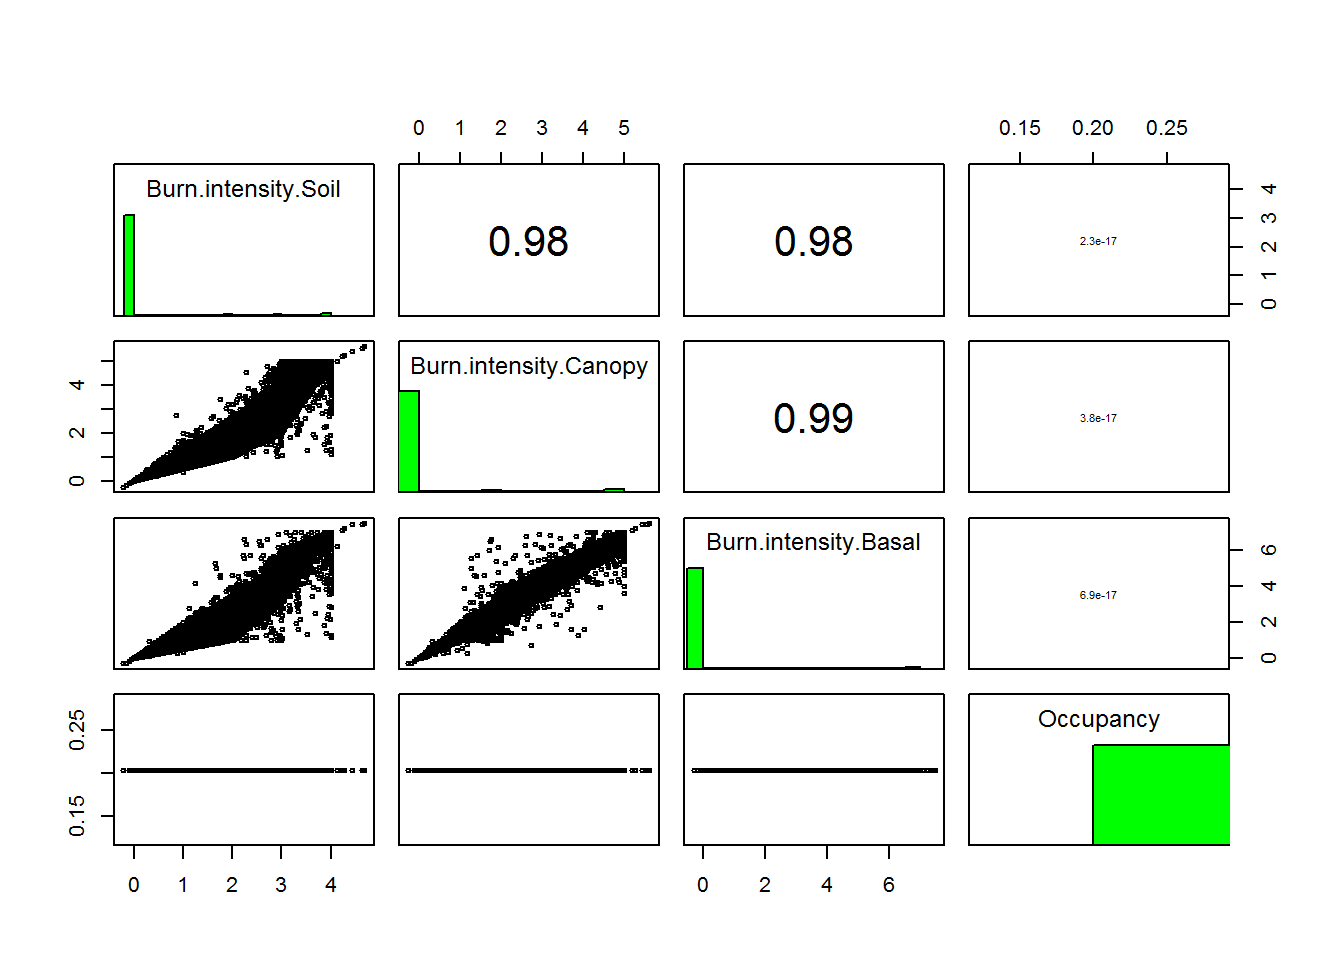 0 1 2 3 4 5
0.15 0.20 0.25
Burn.intensity.Soil
0.98
0.98
2.3e-17
0 1 2 3 4
Burn.intensity.Canopy
0.99
3.8e-17
0 2 4
Burn.intensity.Basal
6.9e-17
0 2 4 6
Occupancy
0.15 0.25
0 1 2 3 4
0 2 4 6